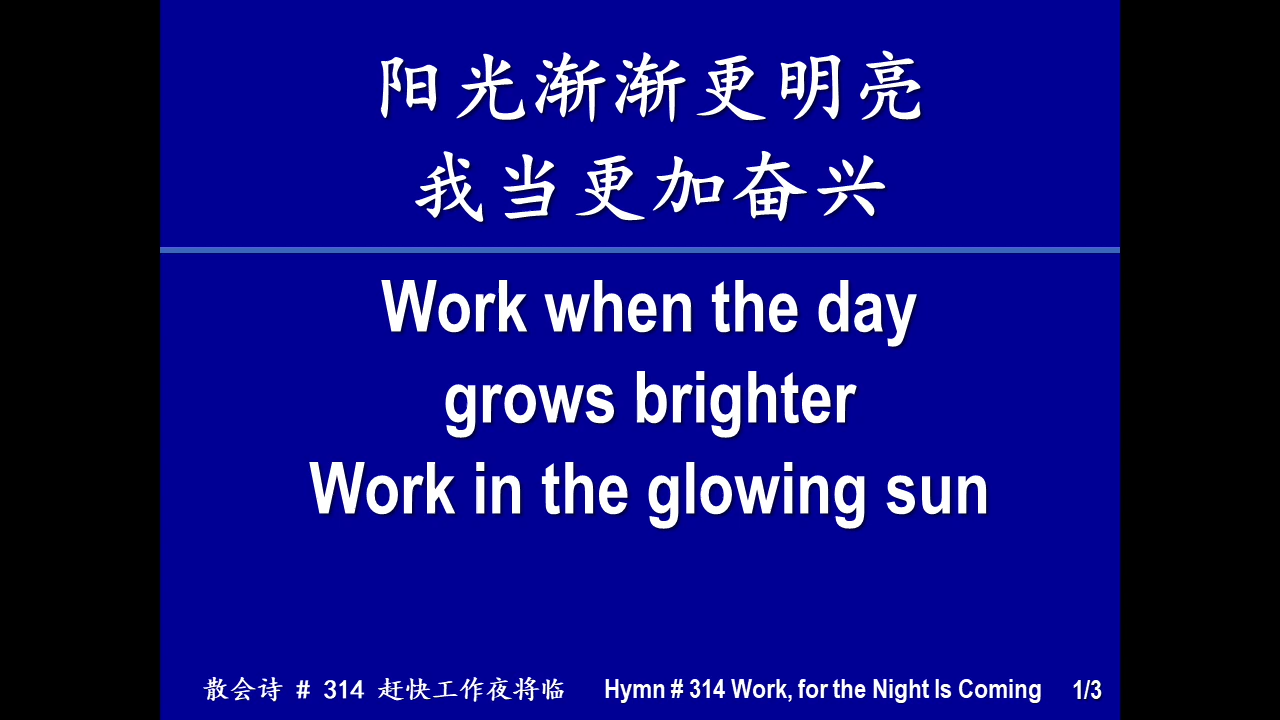 阳光渐渐更明亮
我当更加奋兴
Work when the day
grows brighter
Work in the glowing sun
散会诗 # 314 赶快工作夜将临 Hymn # 314 Work, for the Night Is Coming 1/3